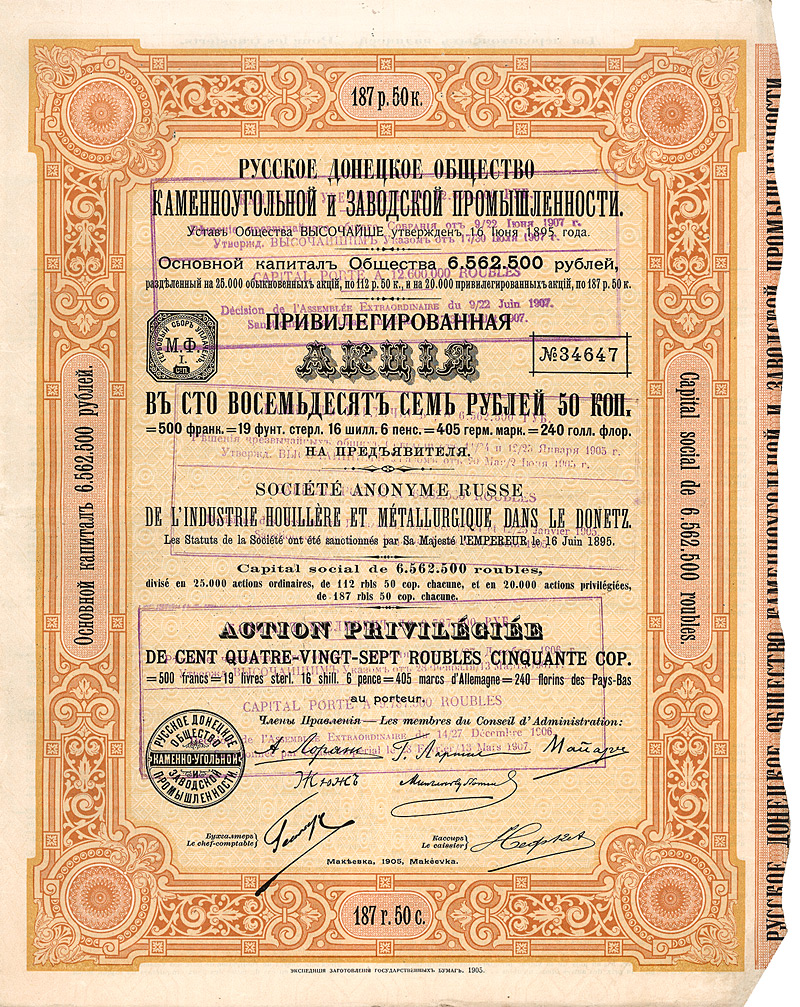 187 р. 50 к.
РУССКОЕ ДОНЕЦКОЕ ОБЩЕСТВО
КАМЕННОУГОЛЬНОЙ И ЗАВОДСКОЙ ПРОМЫШЛЕННОСТИ.
Уставъ Общества ВЫСОЧАЙШЕ утвержденъ 16 Іюня 1895 года.
Основной капиталъ Общества 6.562.500 рублей,
раздѣленный на 25.000 обыкновенныхъ акцій, по 112 р. 50 к., и на 20.000 привилегированныхъ акцій, по 187 р. 50 к.
CAPITAL PORTÉ A 12.600.000 ROUBLES
Décision de l'Assemblée Extraordinaire du 9/22 Juin 1907.
ПРИВИЛЕГИРОВАННАЯ
АКЦІЯ
№34647
ГЕРБОВЫЙ СБОРЪ УПЛАЧЕНЪ
М.Ф.
I.
СП.
ВЪ СТО ВОСЕМЬДЕСЯТЪ СЕМЬ РУБЛЕЙ 50 КОП.
=500 франк.=19 фунт. стерл. 16 шилл. 6 пенс.=405 герм. марк.=240 голл. флор.
НА ПРЕДЪЯВИТЕЛЯ.
SOCIÉTÉ ANONYME RUSSE
DE L'INDUSTRIE HOUILLÈRE ET MÉTALLURGIQUE DANS LE DONETZ.
Les Statuts de la Société ont été sanctionnés par Sa Majesté l'EMPEREUR le 16 Juin 1895.
Capital social de 6.562.500 roubles,
divisé en 25.000 actions ordinaires, de 112 rbls 50 cop. chacune, et en 20.000 actions privilégiées,
de 187 rbls 50 cop. chacune.
ACTION PRIVILÉGIÉE
DE CENT QUATRE-VINGT-SEPT ROUBLES CINQUANTE COP.
=500 francs=19 livres sterl. 16 shill. 6 pence=405 marcs d'Allemagne=240 florins des Pays-Bas
au porteur.
Члены Правленія—Les membres du Conseil d'Administration:
РУССКОЕ ДОНЕЦКОЕ
ОБЩЕСТВО
КАМЕННО-УГОЛЬНОЙ
И
ЗАВОДСКОЙ
ПРОМЫШЛЕННОСТИ
Бухгалтеръ
Le chef-comptable
Кассиръ
Le caissier
Макѣевка, 1905, Makéevka.
187 r. 50 c.
ЭКСПЕДИЦІЯ ЗАГОТОВЛЕНІЯ ГОСУДАРСТВЕННЫХЪ БУМАГЪ, 1905.
Основной капиталъ 6.562.500 рублей.
Capital social de 6.562.500 roubles.
РУССКОЕ ДОНЕЦКОЕ ОБЩЕСТВО КАМЕННОУГОЛЬНОЙ И ЗАВОДСКОЙ ПРОМЫШЛЕННОСТИ